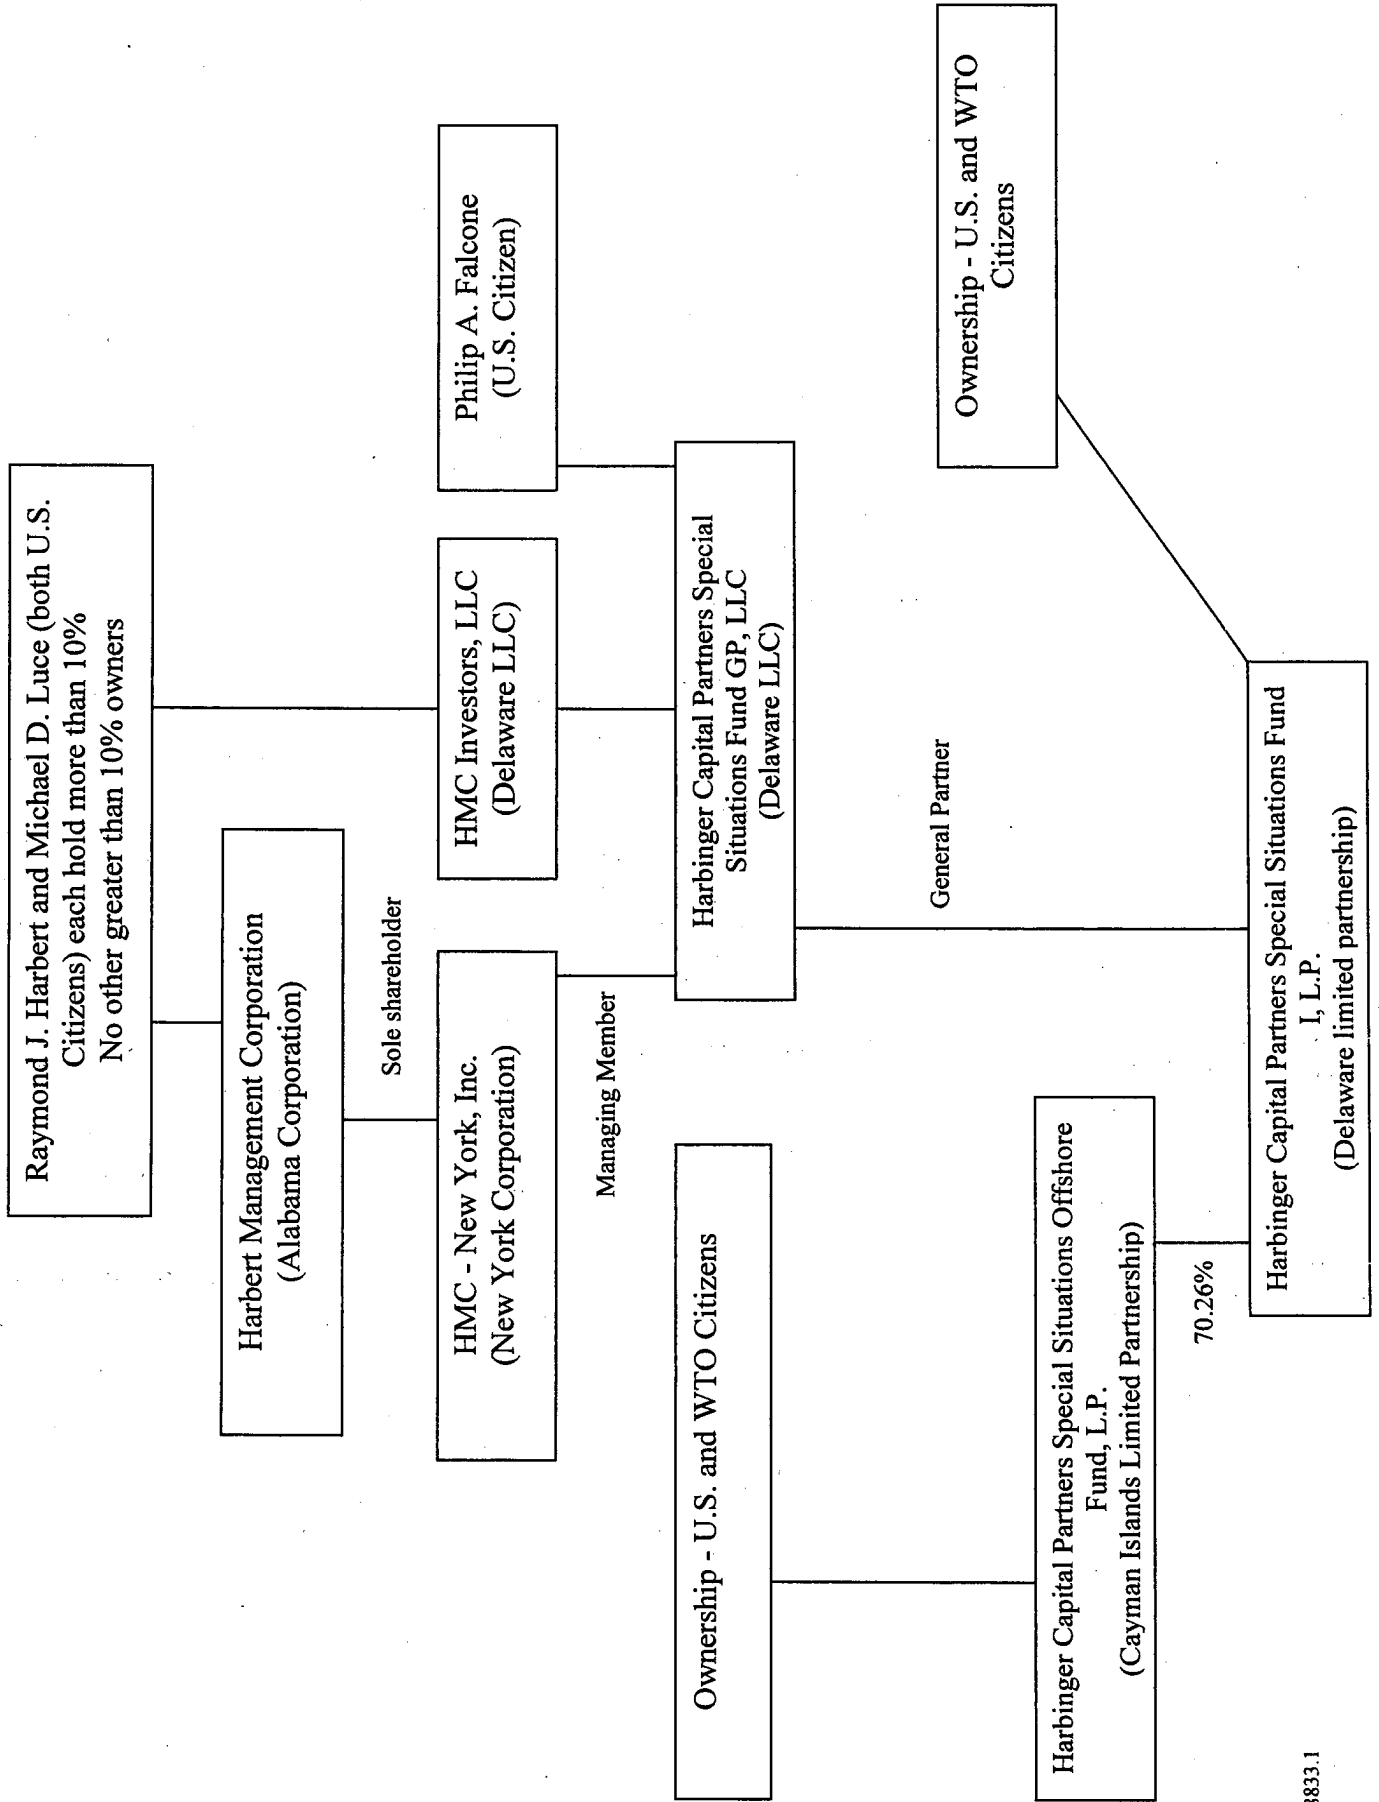 Raymond J. Harbert and Michael D. Luce (both U.S.
Citizens) each hold more than 10%
No other greater than 10% owners
Harbert Management Corporation
(Alabama Corporation)
Sole shareholder
HMC - New York, Inc.
(New York Corporation)
HMC Investors, LLC
(Delaware LLC)
Philip A. Falcone
(U.S. Citizen)
Managing Member
Ownership - U.S. and WTO Citizens
Harbinger Capital Partners Special
Situations Fund GP, LLC
(Delaware LLC)
General Partner
Ownership - U.S. and WTO
Citizens
Harbinger Capital Partners Special Situations Offshore
Fund, L.P.
(Cayman Islands Limited Partnership)
70.26%
Harbinger Capital Partners Special Situations Fund
I, L.P.
(Delaware limited partnership)